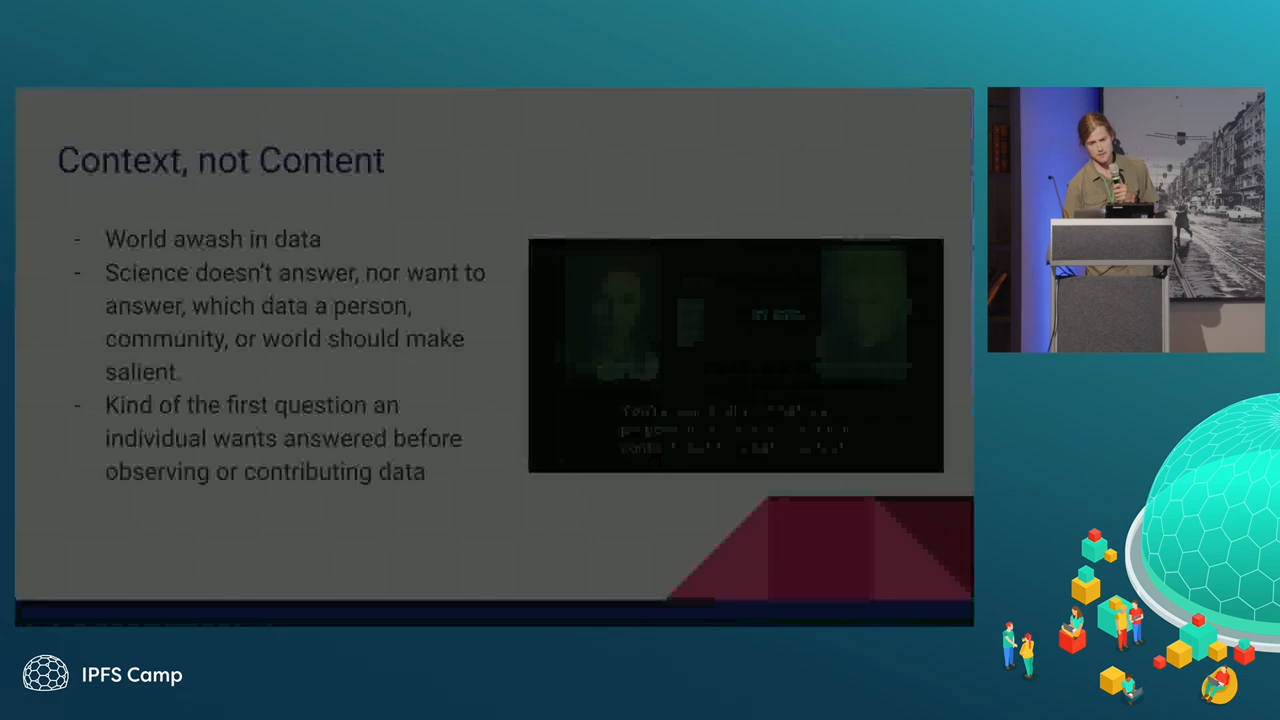 Context, not Content
- World awash in data
- Science doesn't answer, nor want to
answer, which data a person,
community, or world should make
salient.
- Kind of the first question an
individual wants answered before
observing or contributing data
IPFS Camp